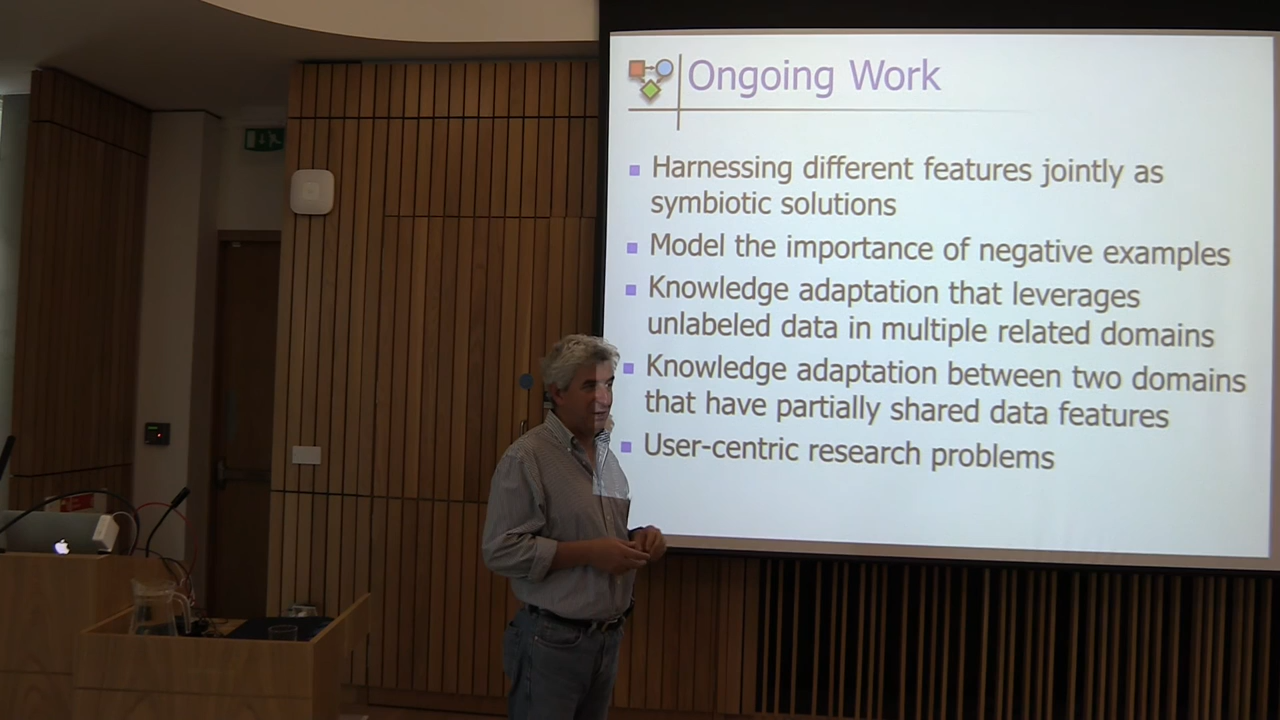 Ongoing Work
Harnessing different features jointly as
symbiotic solutions
Model the importance of negative examples
Knowledge adaptation that leverages
unlabeled data in multiple related domains
Knowledge adaptation between two domains
that have partially shared data features
User-centric research problems